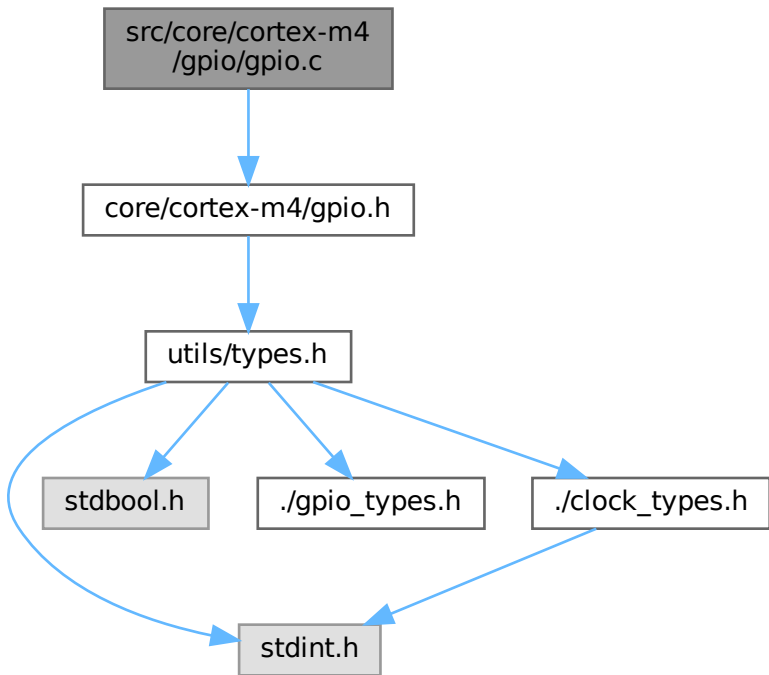 src/core/cortex-m4
/gpio/gpio.c
core/cortex-m4/gpio.h
utils/types.h
stdbool.h
./gpio_types.h
./clock_types.h
stdint.h